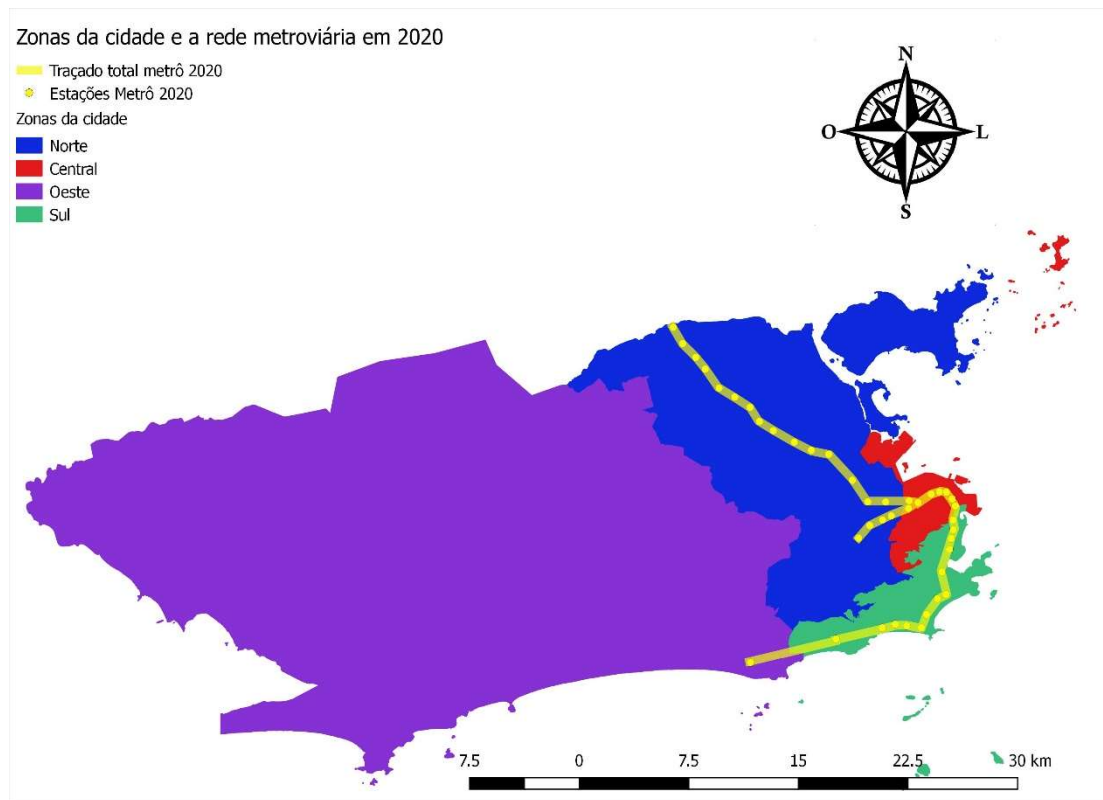 Zonas da cidade e a rede metroviária em 2020
Traçado total metrô 2020
Estações Metrô 2020
Zonas da cidade
Norte
Central
Oeste
Sul
N
O L
S
7.5 0 7.5 15 22.5 30 km